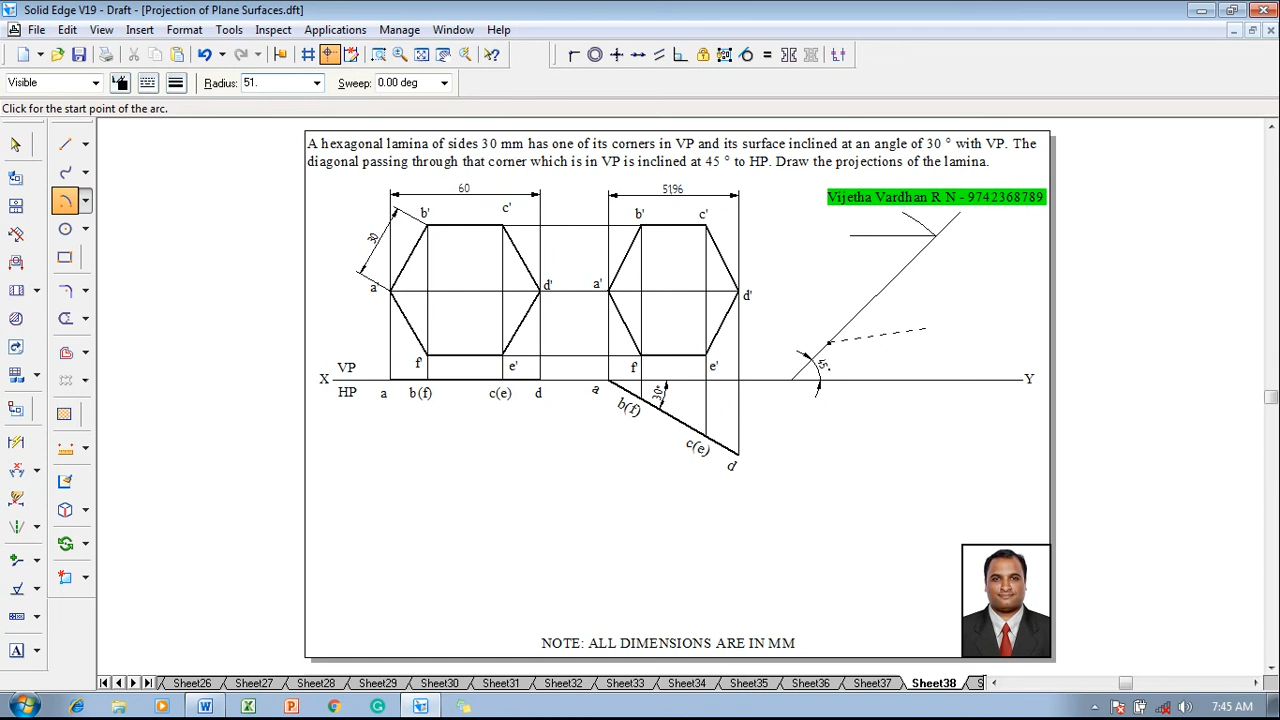 Solid Edge V19 - Draft - [Projection of Plane Surfaces.dft]
File Edit View Insert Format Tools Inspect Applications Manage Window Help
Visible Radius: 51. Sweep: 0.00 deg
Click for the start point of the arc.
A hexagonal lamina of sides 30 mm has one of its corners in VP and its surface inclined at an angle of 30 ° with VP. The
diagonal passing through that corner which is in VP is inclined at 45 ° to HP. Draw the projections of the lamina.
60 5196
Vijetha Vardhan R N - 9742368789
b' c' b' c'
30
a' d' a' d'
f' e' f' e' 45°
VP
X Y
HP a b(f) c(e) d a 30°
b(f)
c(e)
d
NOTE: ALL DIMENSIONS ARE IN MM
Sheet26 Sheet27 Sheet28 Sheet29 Sheet30 Sheet31 Sheet32 Sheet33 Sheet34 Sheet35 Sheet36 Sheet37 Sheet38 S
7:45 AM